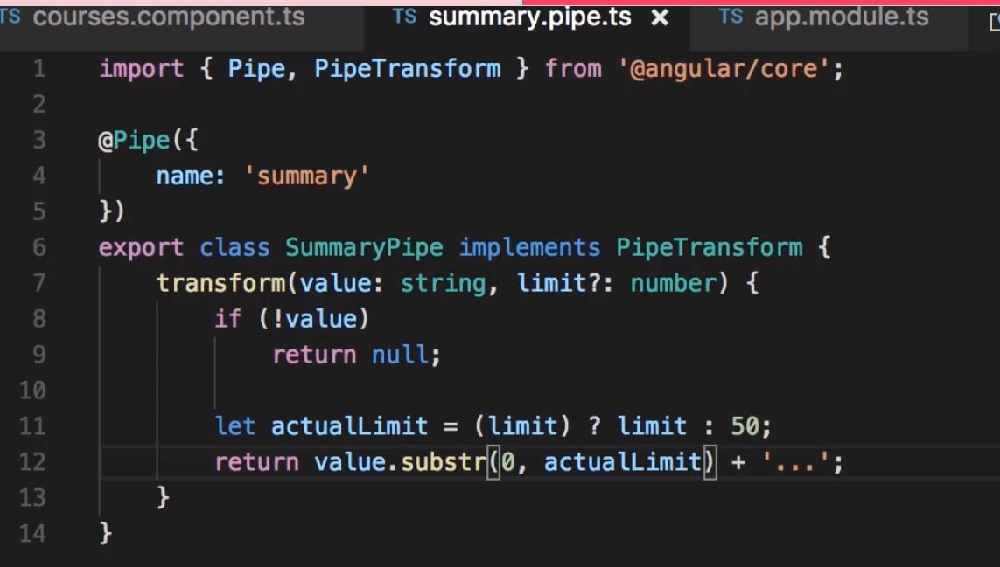 TS courses.component.ts TS summary.pipe.ts × TS app.module.ts
1 import { Pipe, PipeTransform } from '@angular/core';
2
3 @Pipe({
4     name: 'summary'
5 })
6 export class SummaryPipe implements PipeTransform {
7     transform(value: string, limit?: number) {
8         if (!value)
9             return null;
10
11         let actualLimit = (limit) ? limit : 50;
12         return value.substr(0, actualLimit) + '...';
13     }
14 }